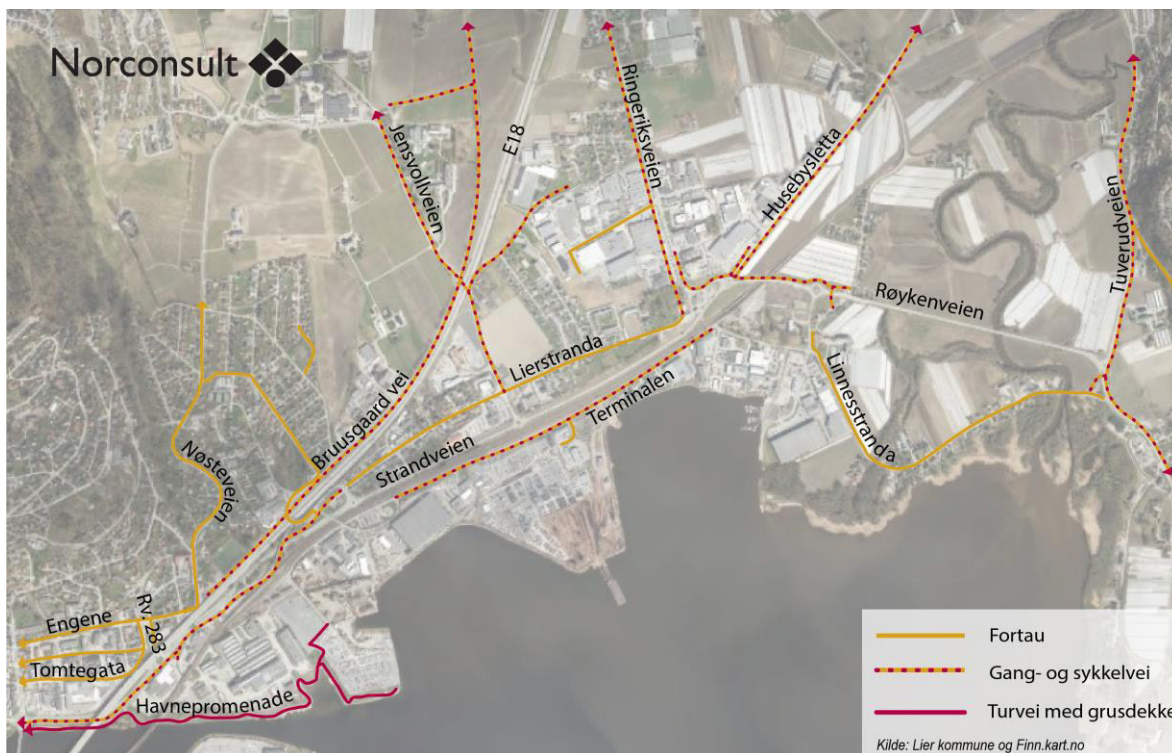 Norconsult
Jensvollveien
E18
Ringeriksveien
Husebysletta
Tuverudveien
Røykenveien
Lierstranda
Bruusgaard vei
Strandveien
Terminalen
Linnesstranda
Nøsteveien
Engene
Rv. 283
Tomtegata
Havnepromenade
Fortau
Gang- og sykkelvei
Turvei med grusdekke
Kilde: Lier kommune og Finn.kart.no